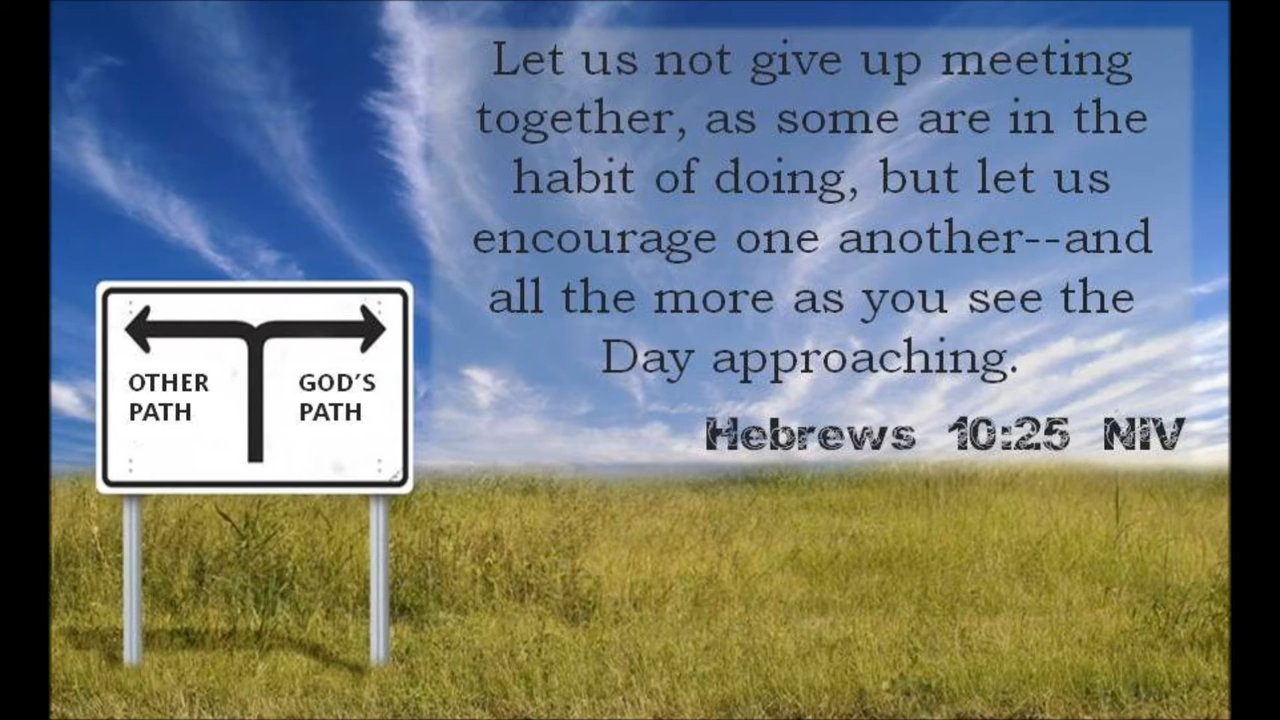 Let us not give up meeting
together, as some are in the
habit of doing, but let us
encourage one another--and
all the more as you see the
Day approaching.
Hebrews 10:25 NIV
OTHER
PATH
GOD'S
PATH